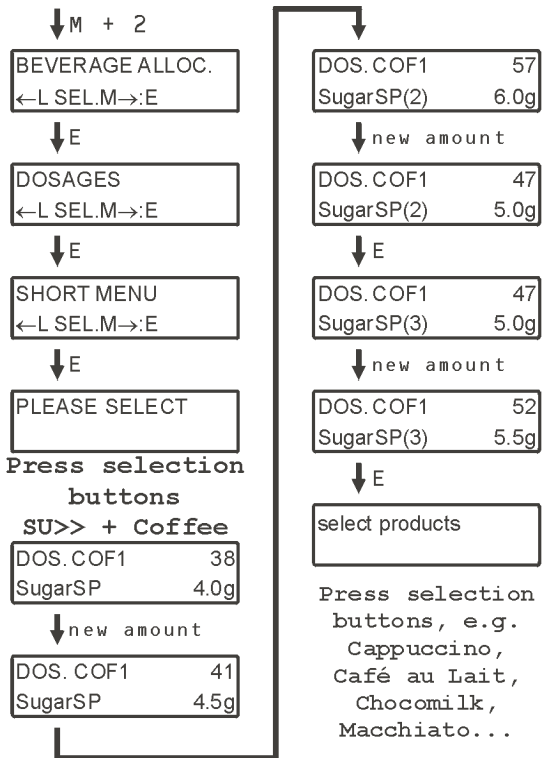 M + 2
BEVERAGE ALLOC.
←L SEL.M→:E
E
DOSAGES
←L SEL.M→:E
E
SHORT MENU
←L SEL.M→:E
E
PLEASE SELECT
Press selection
buttons
SU>> + Coffee
DOS. COF1 38
SugarSP 4.0g
new amount
DOS. COF1 41
SugarSP 4.5g
DOS. COF1 57
SugarSP(2) 6.0g
new amount
DOS. COF1 47
SugarSP(2) 5.0g
E
DOS. COF1 47
SugarSP(3) 5.0g
new amount
DOS. COF1 52
SugarSP(3) 5.5g
E
select products
Press selection
buttons, e.g.
Cappuccino,
Café au Lait,
Chocomilk,
Macchiato...